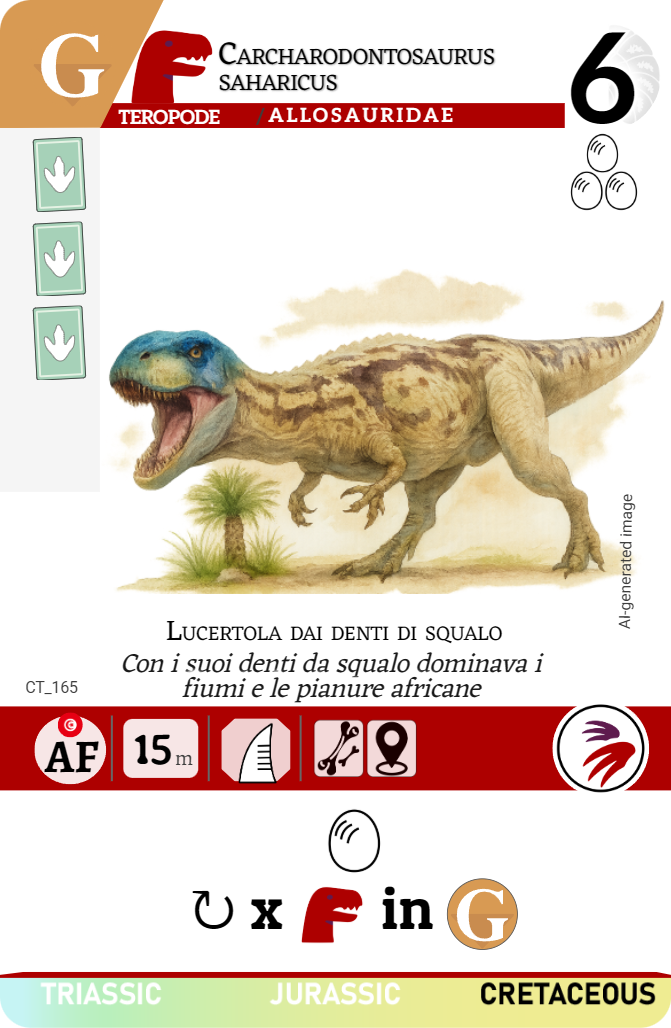 G
CARCHARODONTOSAURUS
SAHARICUS
6
TEROPODE / ALLOSAURIDAE
AI-generated image
LUCERTOLA DAI DENTI DI SQUALO
Con i suoi denti da squalo dominava i
fiumi e le pianure africane
CT_165
AF 15 m
x in G
TRIASSIC JURASSIC CRETACEOUS